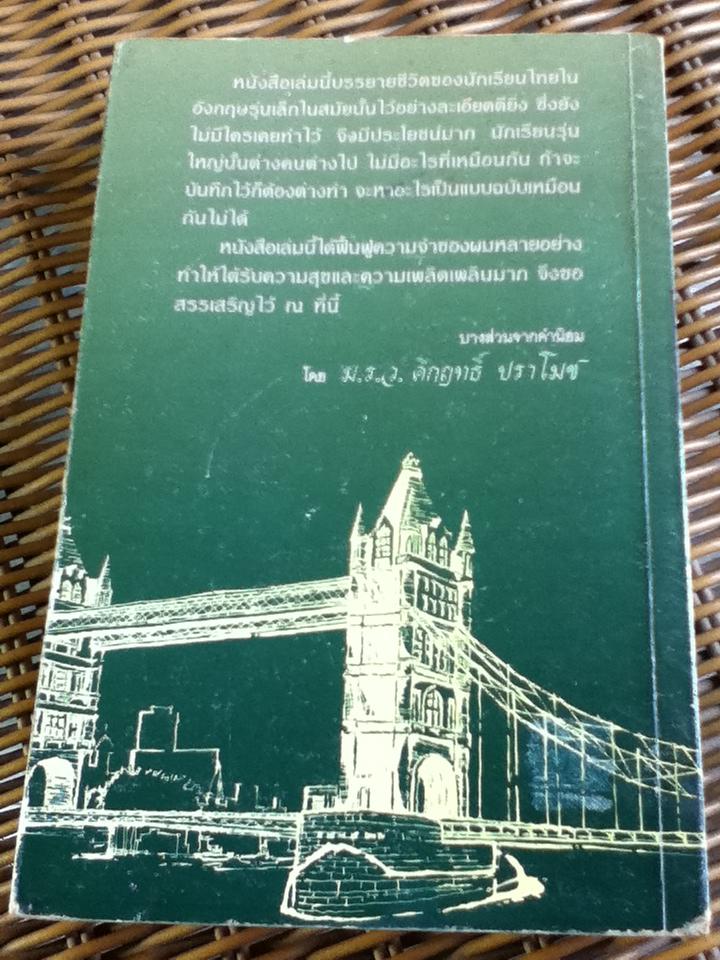 หนังสือเล่มนี้บรรยายชีวิตของนักเรียนไทยใน
อังกฤษรุ่นเล็กในสมัยนั้นไว้อย่างละเอียดดียิ่ง ซึ่งยัง
ไม่มีใครเคยทำไว้ จึงมีประโยชน์มาก นักเรียนรุ่น
ใหญ่นั้นต่างคนต่างไป ไม่มีอะไรที่เหมือนกัน ถ้าจะ
บันทึกไว้ก็ต้องต่างทำ จะหาอะไรเป็นแบบฉบับเหมือน
กันไม่ได้
หนังสือเล่มนี้ได้ฟื้นฟูความจำของผมหลายอย่าง
ทำให้ได้รับความสุขและความเพลิดเพลินมาก จึงขอ
สรรเสริญไว้ ณ ที่นี้
บางส่วนจากคำนิยม
โดย ม.ร.ว. คึกฤทธิ์ ปราโมช